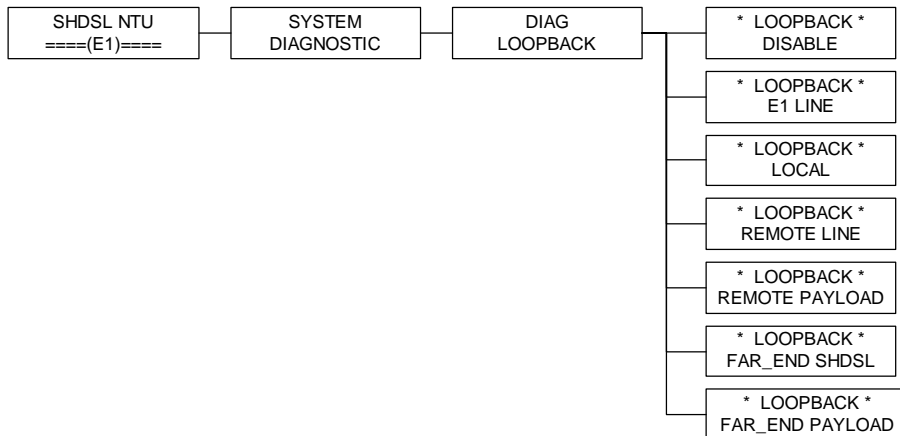 SHDSL NTU
====(E1)====
SYSTEM
DIAGNOSTIC
DIAG
LOOPBACK
* LOOPBACK *
DISABLE
* LOOPBACK *
E1 LINE
* LOOPBACK *
LOCAL
* LOOPBACK *
REMOTE LINE
* LOOPBACK *
REMOTE PAYLOAD
* LOOPBACK *
FAR_END SHDSL
* LOOPBACK *
FAR_END PAYLOAD